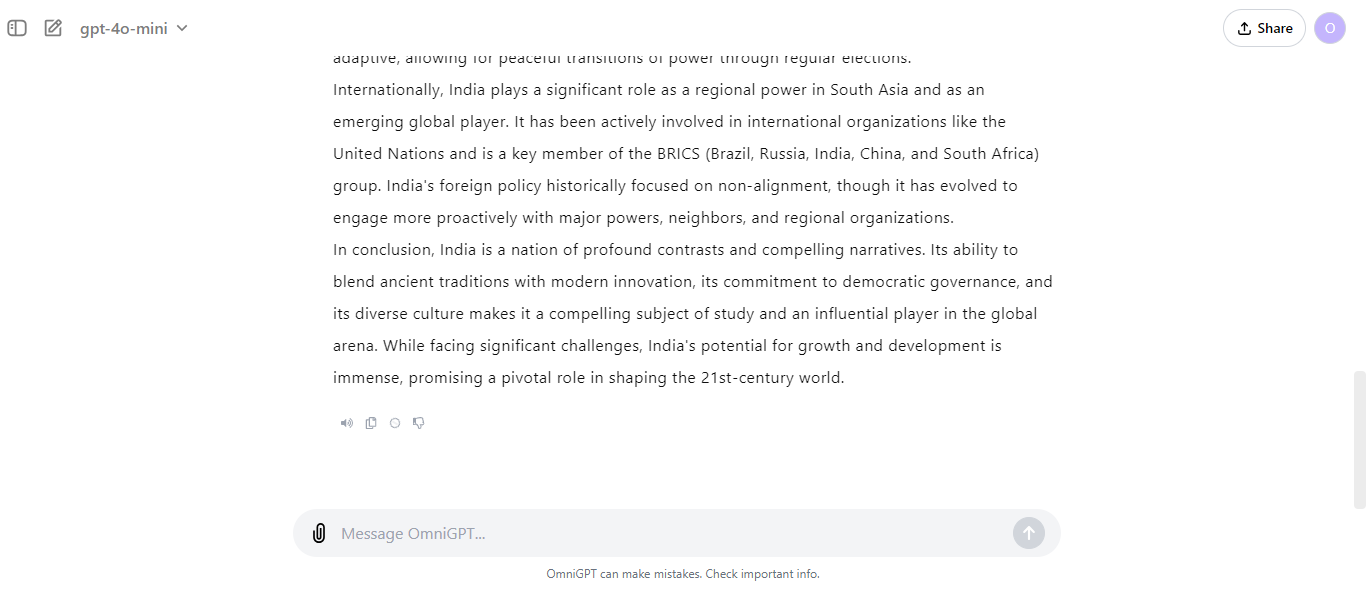 gpt-4o-mini
Share
O
adaptive, allowing for peaceful transitions of power through regular elections.
Internationally, India plays a significant role as a regional power in South Asia and as an
emerging global player. It has been actively involved in international organizations like the
United Nations and is a key member of the BRICS (Brazil, Russia, India, China, and South Africa)
group. India's foreign policy historically focused on non-alignment, though it has evolved to
engage more proactively with major powers, neighbors, and regional organizations.
In conclusion, India is a nation of profound contrasts and compelling narratives. Its ability to
blend ancient traditions with modern innovation, its commitment to democratic governance, and
its diverse culture makes it a compelling subject of study and an influential player in the global
arena. While facing significant challenges, India's potential for growth and development is
immense, promising a pivotal role in shaping the 21st-century world.
Message OmniGPT...
OmniGPT can make mistakes. Check important info.